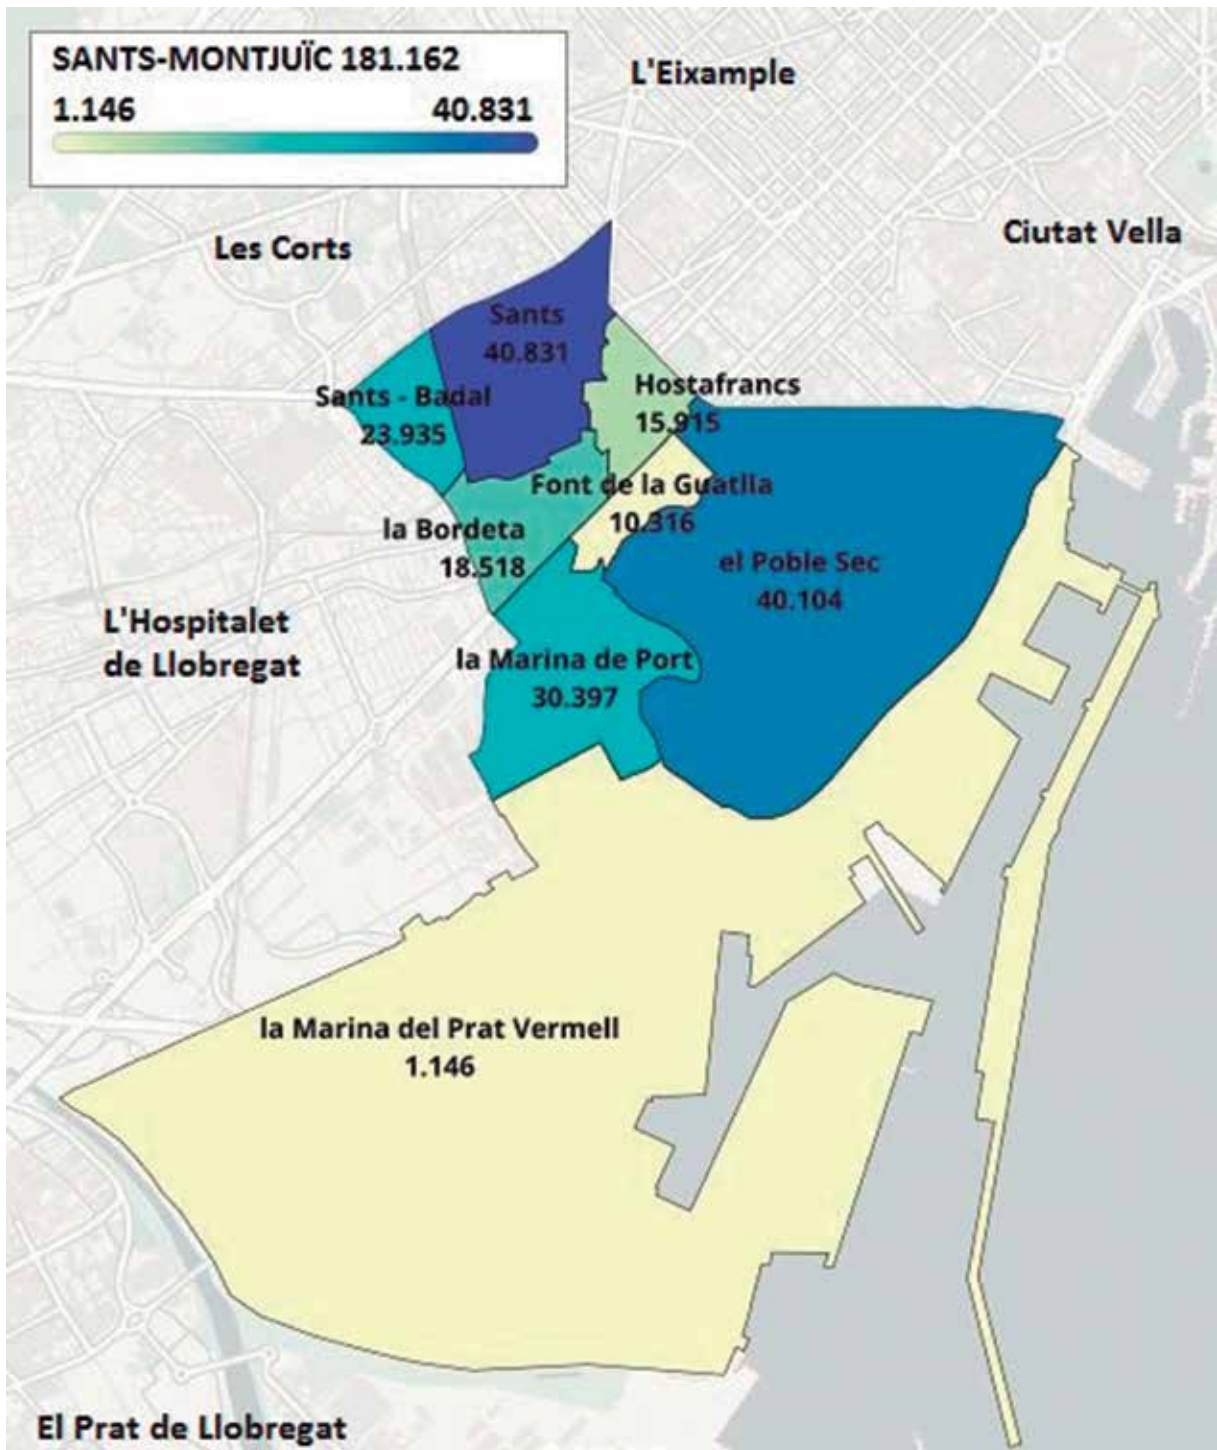 SANTS-MONTJUÏC 181.162
1.146 40.831
L'Eixample
Les Corts
Ciutat Vella
Sants
40.831
Sants - Badal
23.935
Hostafrancs
15.915
Font de la Guatlla
10.316
la Bordeta
18.518
el Poble Sec
40.104
L'Hospitalet
de Llobregat
la Marina de Port
30.397
la Marina del Prat Vermell
1.146
El Prat de Llobregat